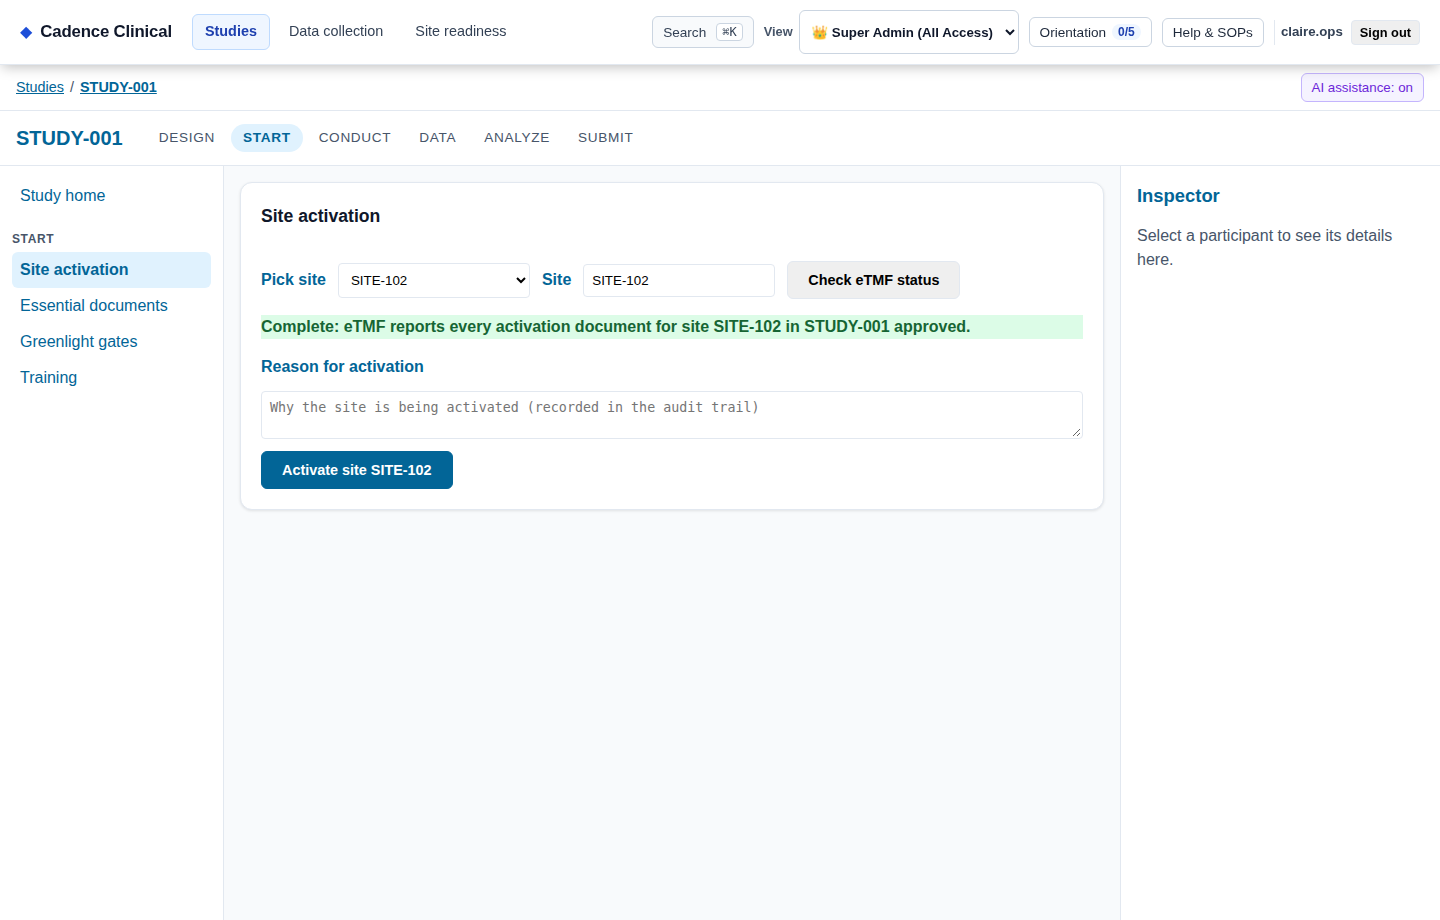 ◆ Cadence Clinical Studies Data collection Site readiness Search ⌘K View 👑 Super Admin (All Access) Orientation 0/5 Help & SOPs claire.ops Sign out
Studies / STUDY-001 AI assistance: on
STUDY-001 DESIGN START CONDUCT DATA ANALYZE SUBMIT
Study home
START
Site activation
Essential documents
Greenlight gates
Training
Site activation
Pick site SITE-102 Site SITE-102 Check eTMF status
Complete: eTMF reports every activation document for site SITE-102 in STUDY-001 approved.
Reason for activation
Why the site is being activated (recorded in the audit trail)
Activate site SITE-102
Inspector
Select a participant to see its details
here.